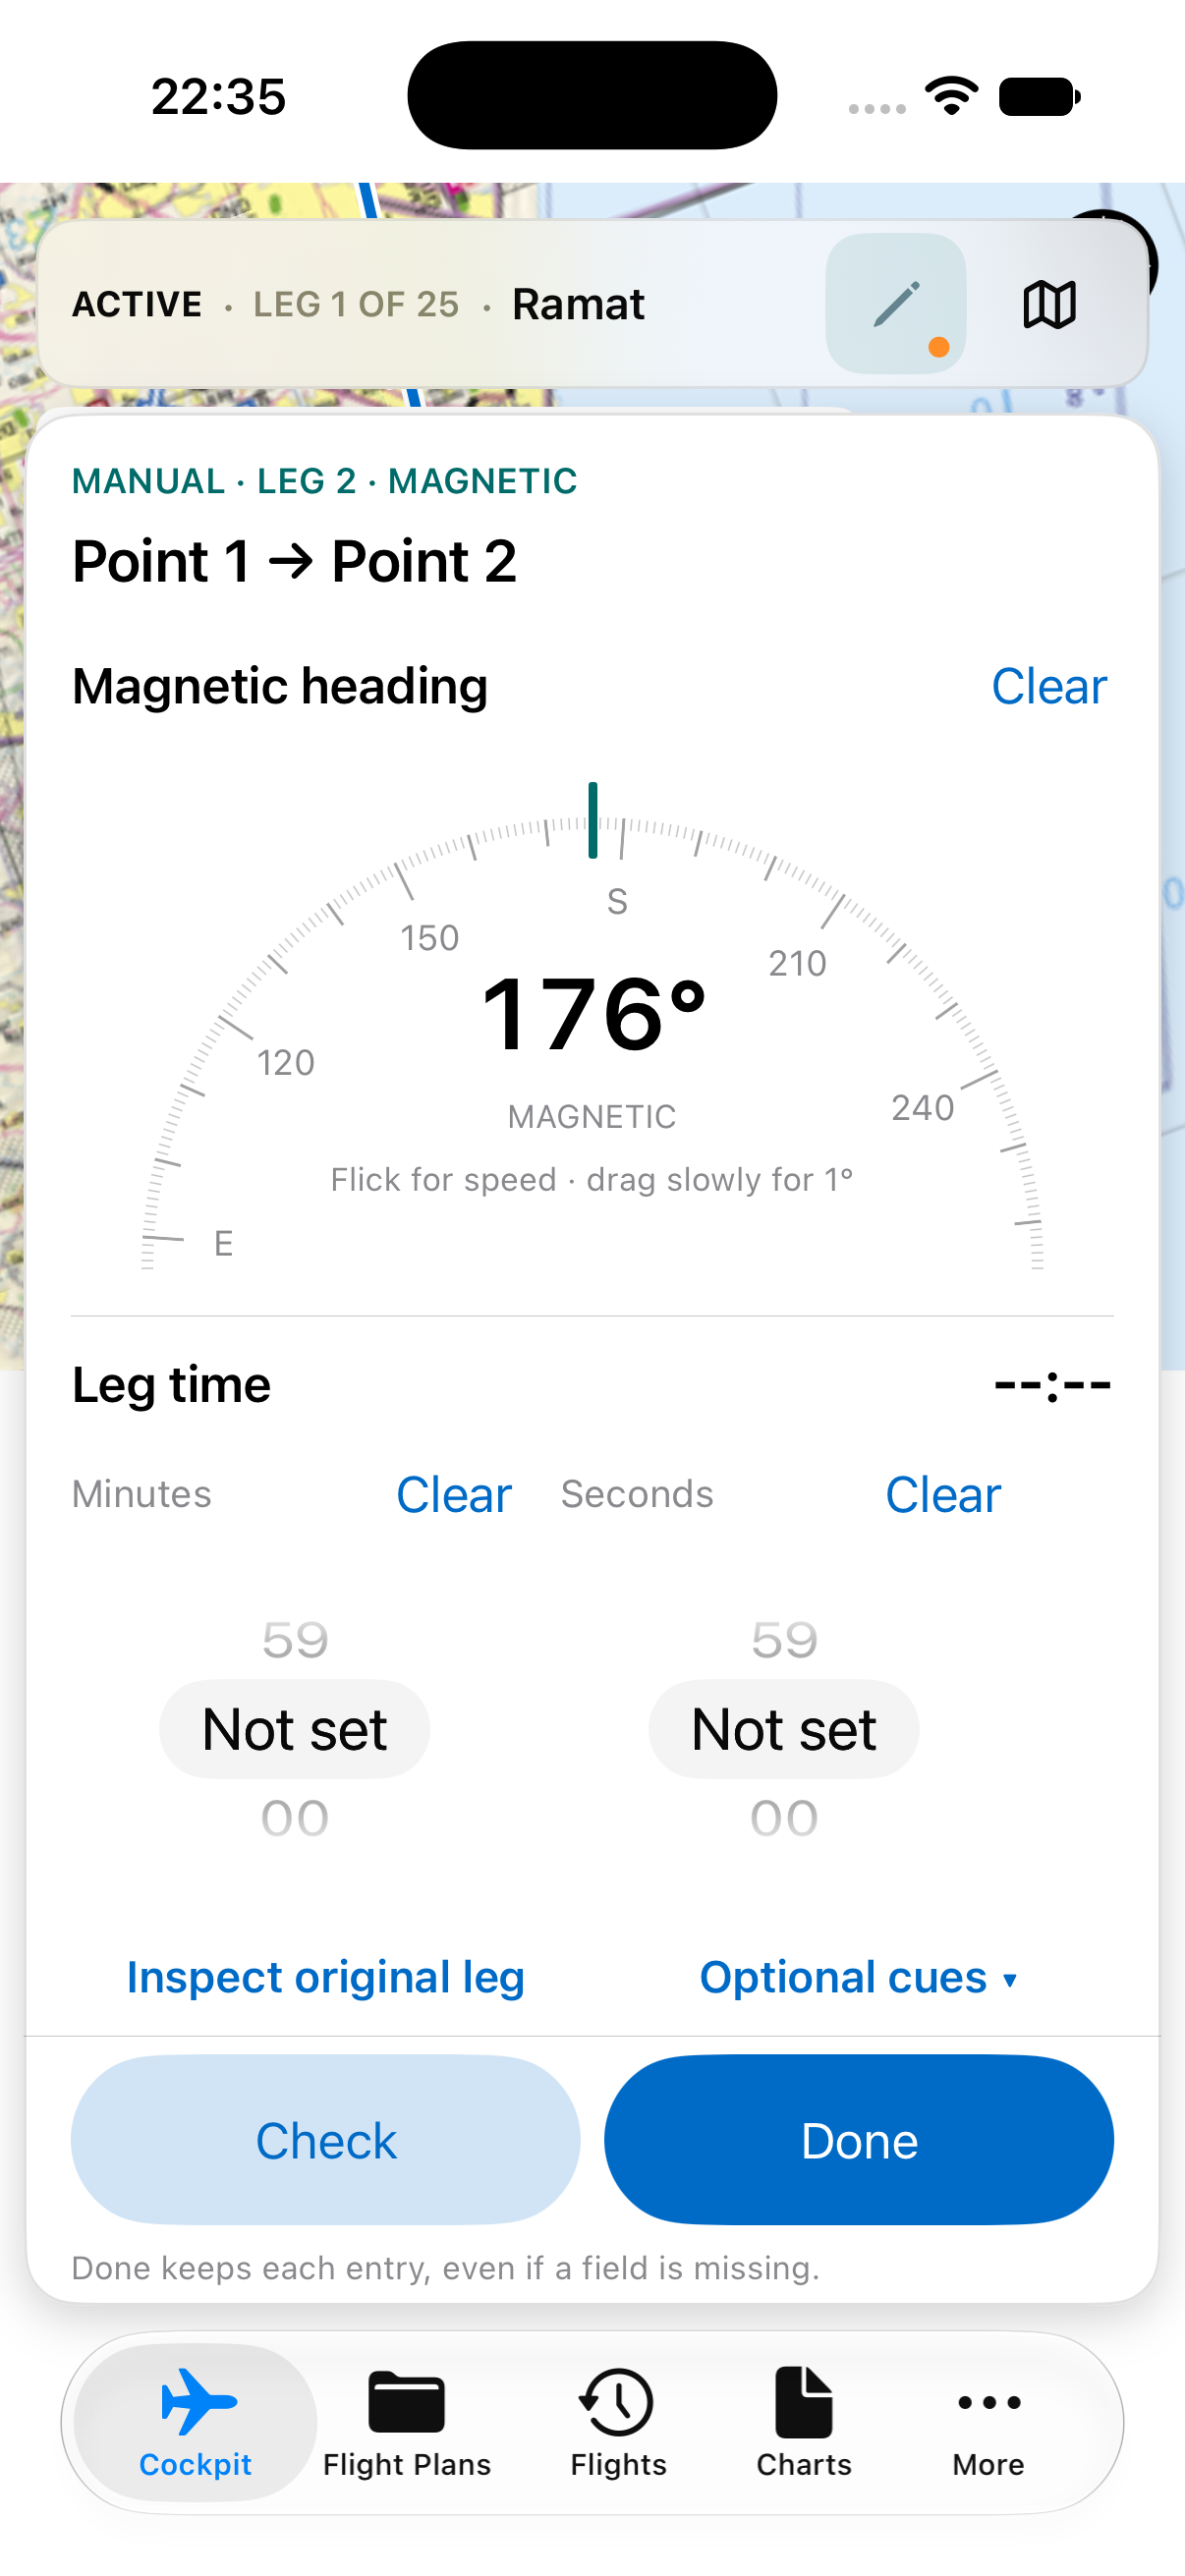 22:35
GND
ACTIVE · LEG 1 OF 25 · Ramat
MANUAL · LEG 2 · MAGNETIC
Point 1 → Point 2
Magnetic heading
Clear
S
150
210
176°
120
240
MAGNETIC
Flick for speed · drag slowly for 1°
E
Leg time
--:--
Minutes
Clear
Seconds
Clear
59
59
Not set
Not set
00
00
Inspect original leg
Optional cues ▾
Check
Done
Done keeps each entry, even if a field is missing.
Cockpit
Flight Plans
Flights
Charts
More